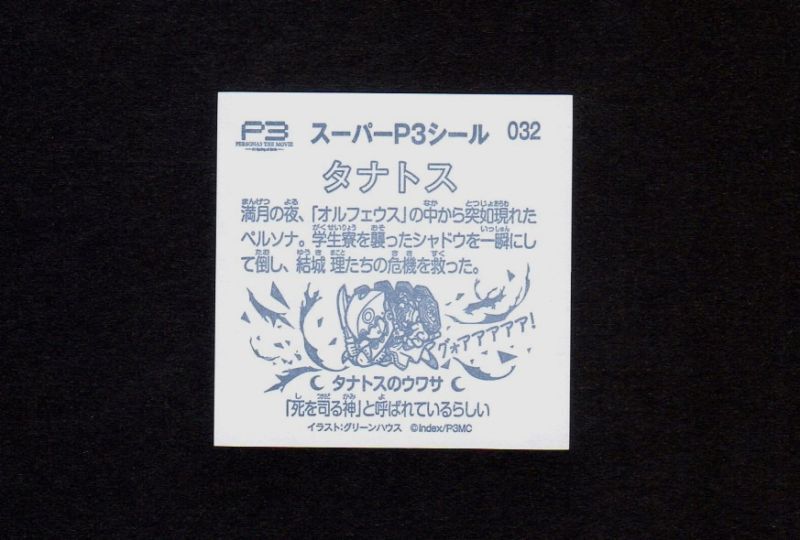 P3 スーパーP3シール 032
PERSONA3 THE MOVIE
タナトス
満月の夜、「オルフェウス」の中から突如現れた
ペルソナ。学生寮を襲ったシャドウを一瞬にし
て倒し、結城 理たちの危機を救った。
グォアアアアア!
タナトスのウワサ
「死を司る神」と呼ばれているらしい
イラスト:グリーンハウス ©index/P3MC